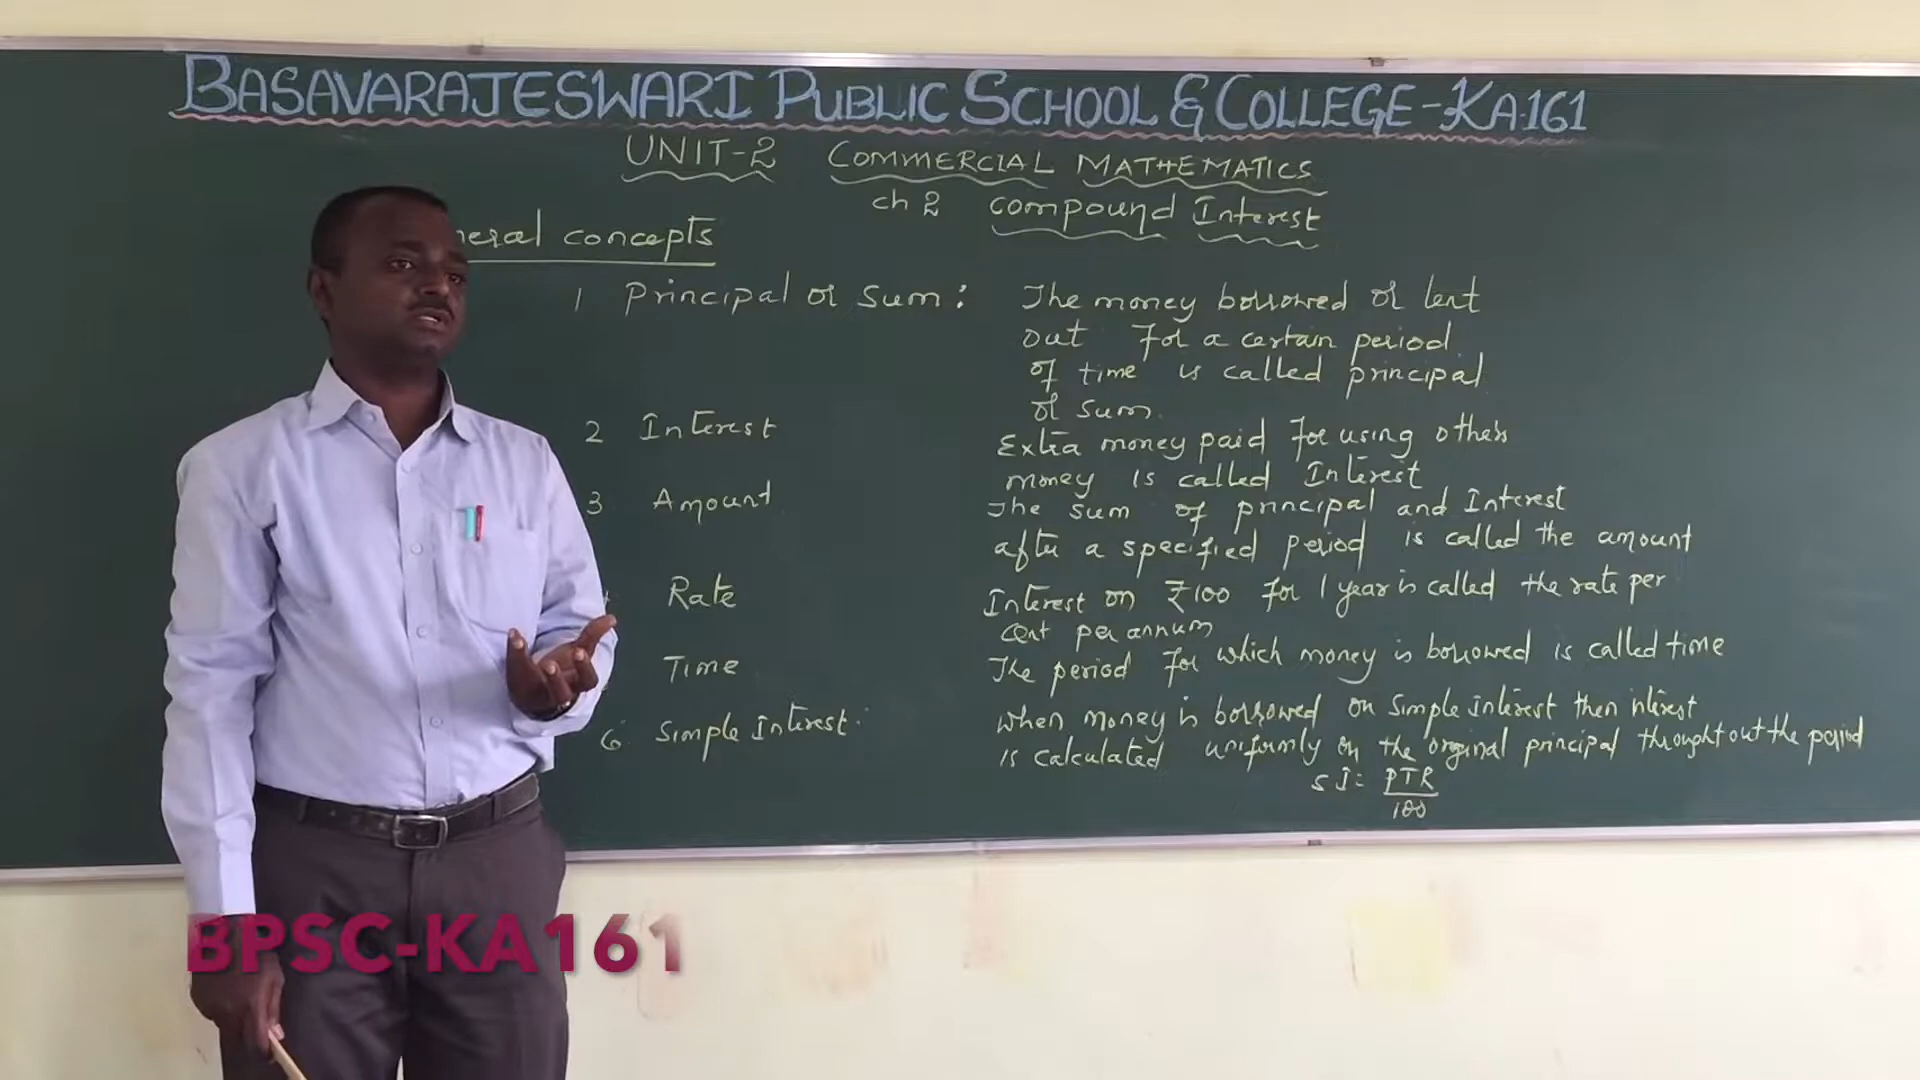 BASAVARAJESWARI PUBLIC SCHOOL & COLLEGE-KA161
UNIT-2 COMMERCIAL MATHEMATICS
ch 2 compound Interest
neral concepts
1 Principal or Sum : The money borrowed or lent
out for a certain period
of time is called principal
or sum.
2 Interest Extra money paid for using others
money is called Interest
3 Amount The sum of principal and Interest
after a specified period is called the amount
Rate Interest on ₹100 for 1 year is called the rate per
cent per annum
Time The period for which money is borrowed is called time
6 Simple Interest: when money is borrowed on simple interest then interest
is calculated uniformly on the orginal principal throught out the period
S I = PTR
100
BPSC-KA161